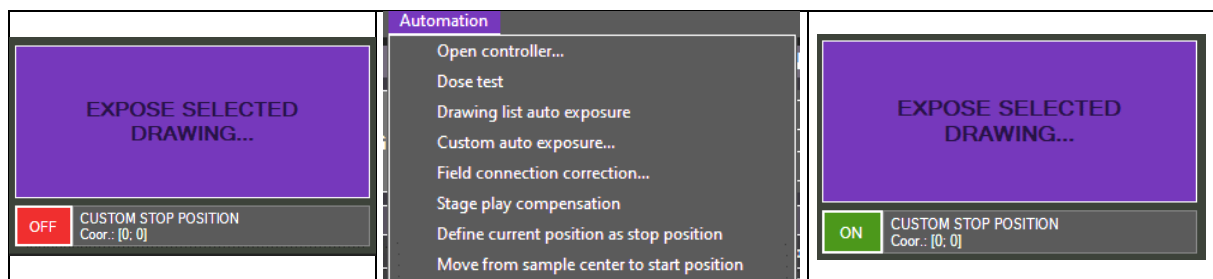 EXPOSE SELECTED
DRAWING...
OFF
CUSTOM STOP POSITION
Coor.: [0; 0]
Automation
Open controller...
Dose test
Drawing list auto exposure
Custom auto exposure...
Field connection correction...
Stage play compensation
Define current position as stop position
Move from sample center to start position
EXPOSE SELECTED
DRAWING...
ON
CUSTOM STOP POSITION
Coor.: [0; 0]